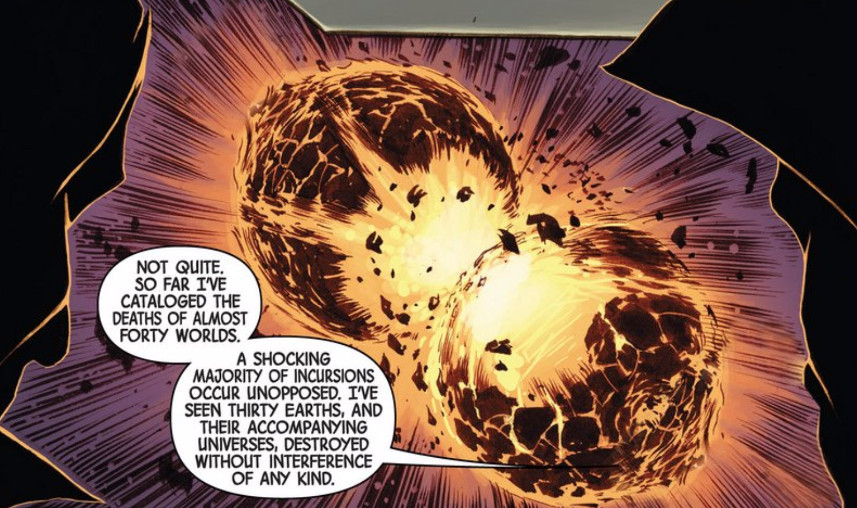 NOT QUITE.
SO FAR I'VE
CATALOGED THE
DEATHS OF ALMOST
FORTY WORLDS.
A SHOCKING
MAJORITY OF INCURSIONS
OCCUR UNOPPOSED. I'VE
SEEN THIRTY EARTHS, AND
THEIR ACCOMPANYING
UNIVERSES, DESTROYED
WITHOUT INTERFERENCE
OF ANY KIND.